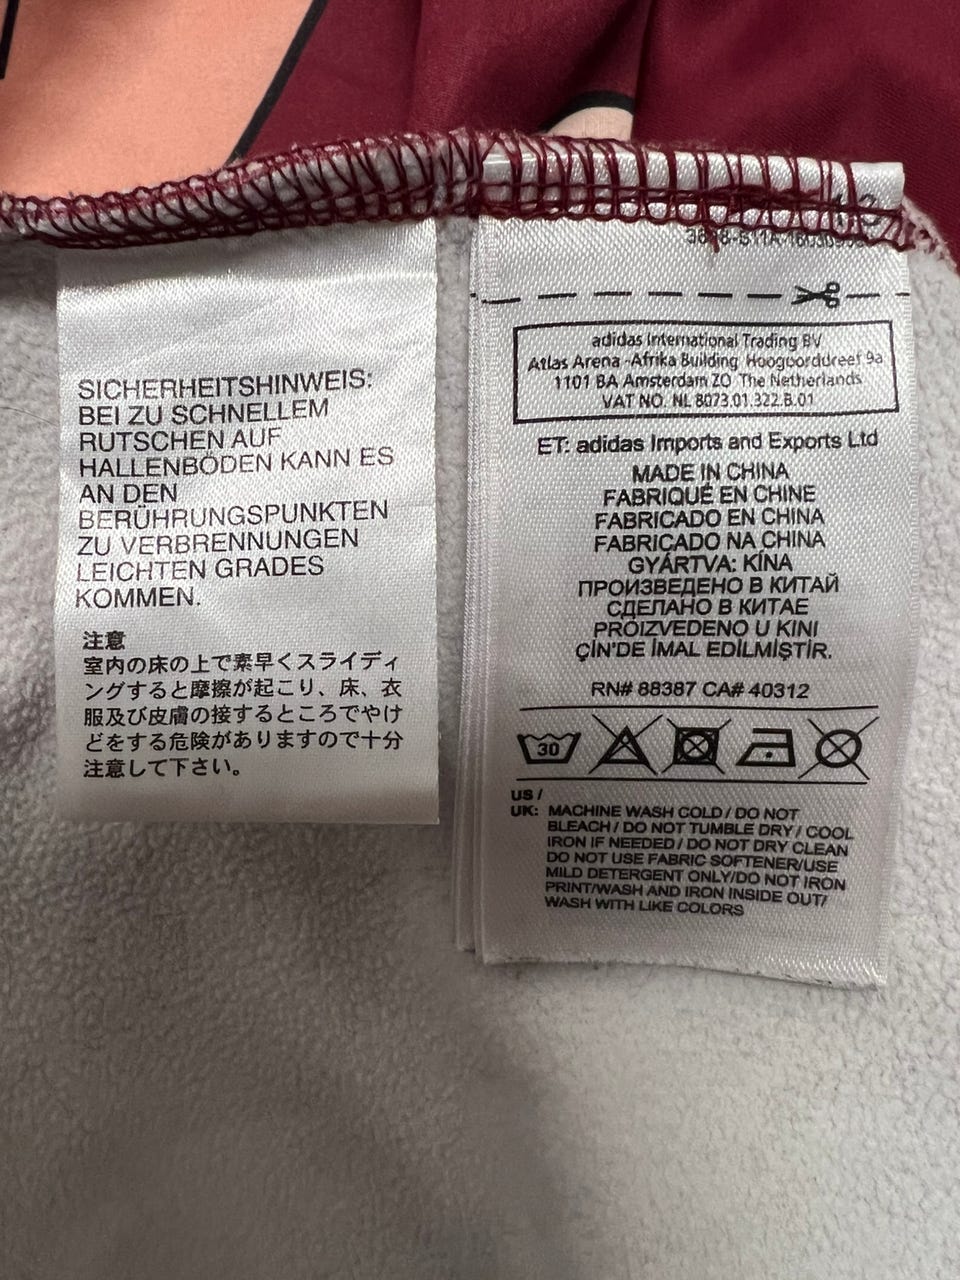 SICHERHEITSHINWEIS:
BEI ZU SCHNELLEM
RUTSCHEN AUF
HALLENBÖDEN KANN ES
AN DEN
BERÜHRUNGSPUNKTEN
ZU VERBRENNUNGEN
LEICHTEN GRADES
KOMMEN.
注意
室内の床の上で素早くスライディ
ングすると摩擦が起こり、床、衣
服及び皮膚の接するところでやけ
どをする危険がありますので十分
注意して下さい。
adidas International Trading BV
Atlas Arena -Afrika Building Hoogoorddreef 9a
1101 BA Amsterdam ZO The Netherlands
VAT NO. NL 8073.01.322.B.01
ET: adidas Imports and Exports Ltd
MADE IN CHINA
FABRIQUÉ EN CHINE
FABRICADO EN CHINA
FABRICADO NA CHINA
GYÁRTVA: KÍNA
ПРОИЗВЕДЕНО В КИТАЙ
СДЕЛАНО В КИТАЕ
PROIZVEDENO U KINI
ÇİN'DE İMAL EDİLMİŞTİR.
RN# 88387 CA# 40312
30
US /
UK: MACHINE WASH COLD / DO NOT
BLEACH / DO NOT TUMBLE DRY / COOL
IRON IF NEEDED / DO NOT DRY CLEAN
DO NOT USE FABRIC SOFTENER/USE
MILD DETERGENT ONLY/DO NOT IRON
PRINT/WASH AND IRON INSIDE OUT/
WASH WITH LIKE COLORS